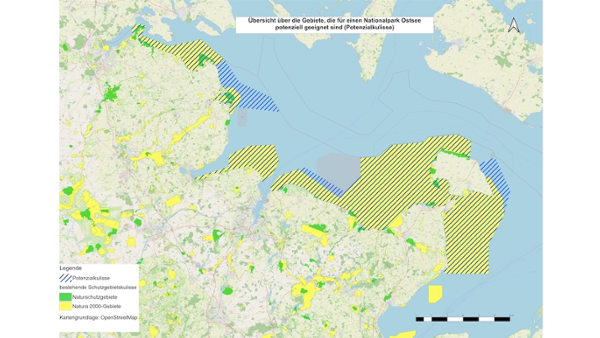 Übersicht über die Gebiete, die für einen Nationalpark Ostsee
potenziell geeignet sind (Potenzialkulisse)
Legende
Potenzialkulisse
bestehende Schutzgebietskulisse
Naturschutzgebiete
Natura 2000-Gebiete
Kartengrundlage: OpenStreetMap